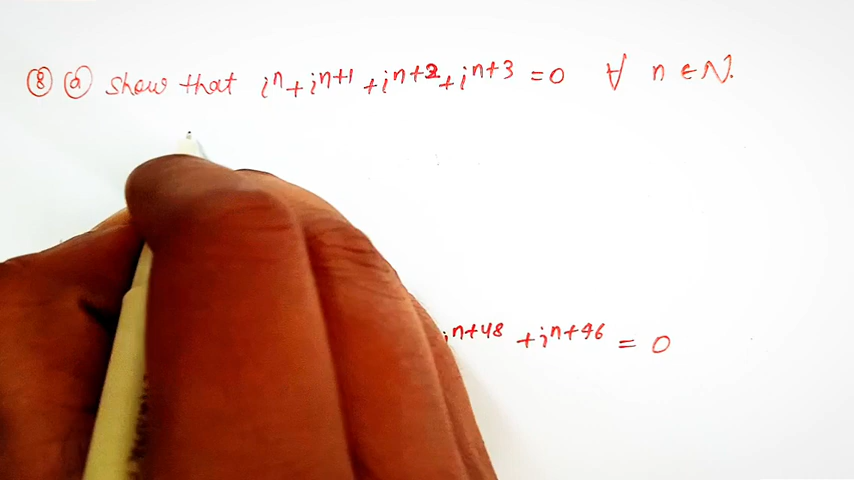 ⑧ ⓐ show that iⁿ + iⁿ⁺¹ + iⁿ⁺² + iⁿ⁺³ = 0 ∀ n ∈ N.
iⁿ⁺⁴⁸ + iⁿ⁺⁴⁶ = 0